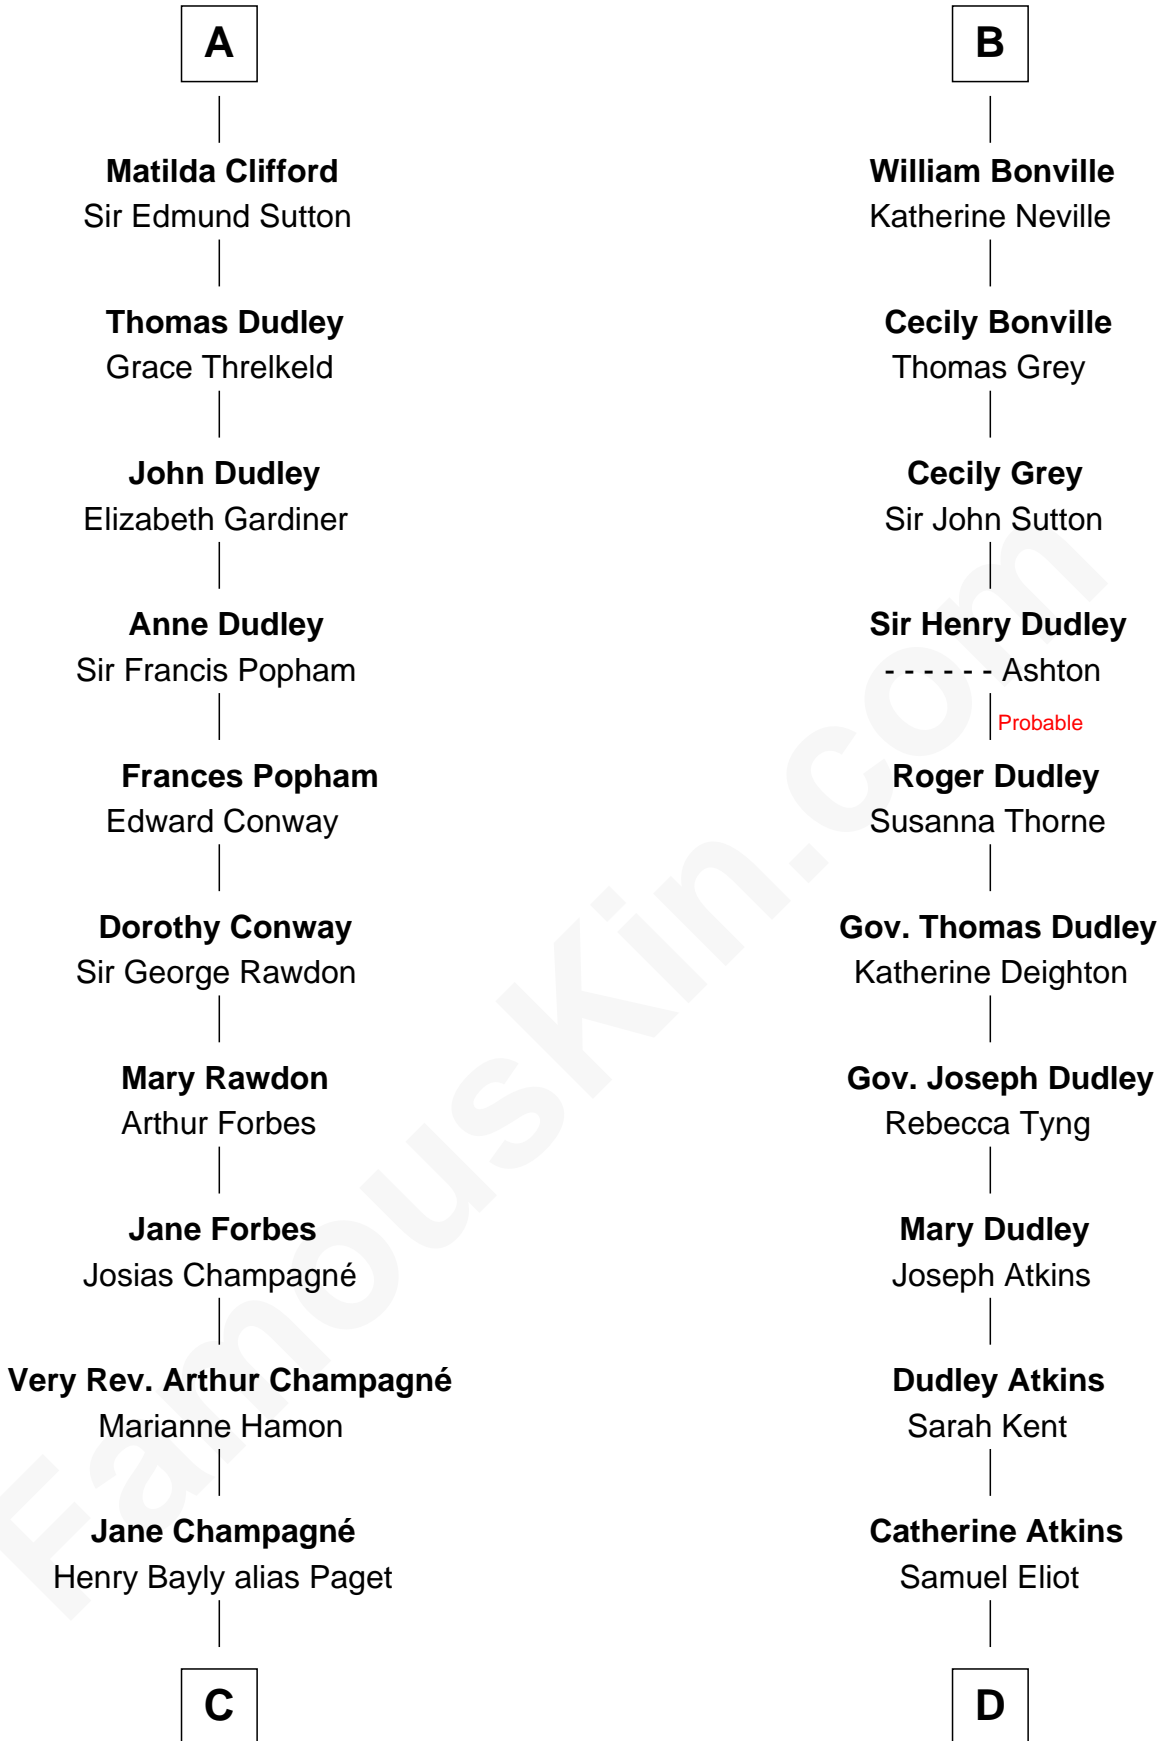 A
Matilda Clifford
Sir Edmund Sutton
Thomas Dudley
Grace Threlkeld
John Dudley
Elizabeth Gardiner
Anne Dudley
Sir Francis Popham
Frances Popham
Edward Conway
Dorothy Conway
Sir George Rawdon
Mary Rawdon
Arthur Forbes
Jane Forbes
Josias Champagné
Very Rev. Arthur Champagné
Marianne Hamon
Jane Champagné
Henry Bayly alias Paget
C
B
William Bonville
Katherine Neville
Cecily Bonville
Thomas Grey
Cecily Grey
Sir John Sutton
Sir Henry Dudley
- - - - - - Ashton
Probable
Roger Dudley
Susanna Thorne
Gov. Thomas Dudley
Katherine Deighton
Gov. Joseph Dudley
Rebecca Tyng
Mary Dudley
Joseph Atkins
Dudley Atkins
Sarah Kent
Catherine Atkins
Samuel Eliot
D
FamousKin.com